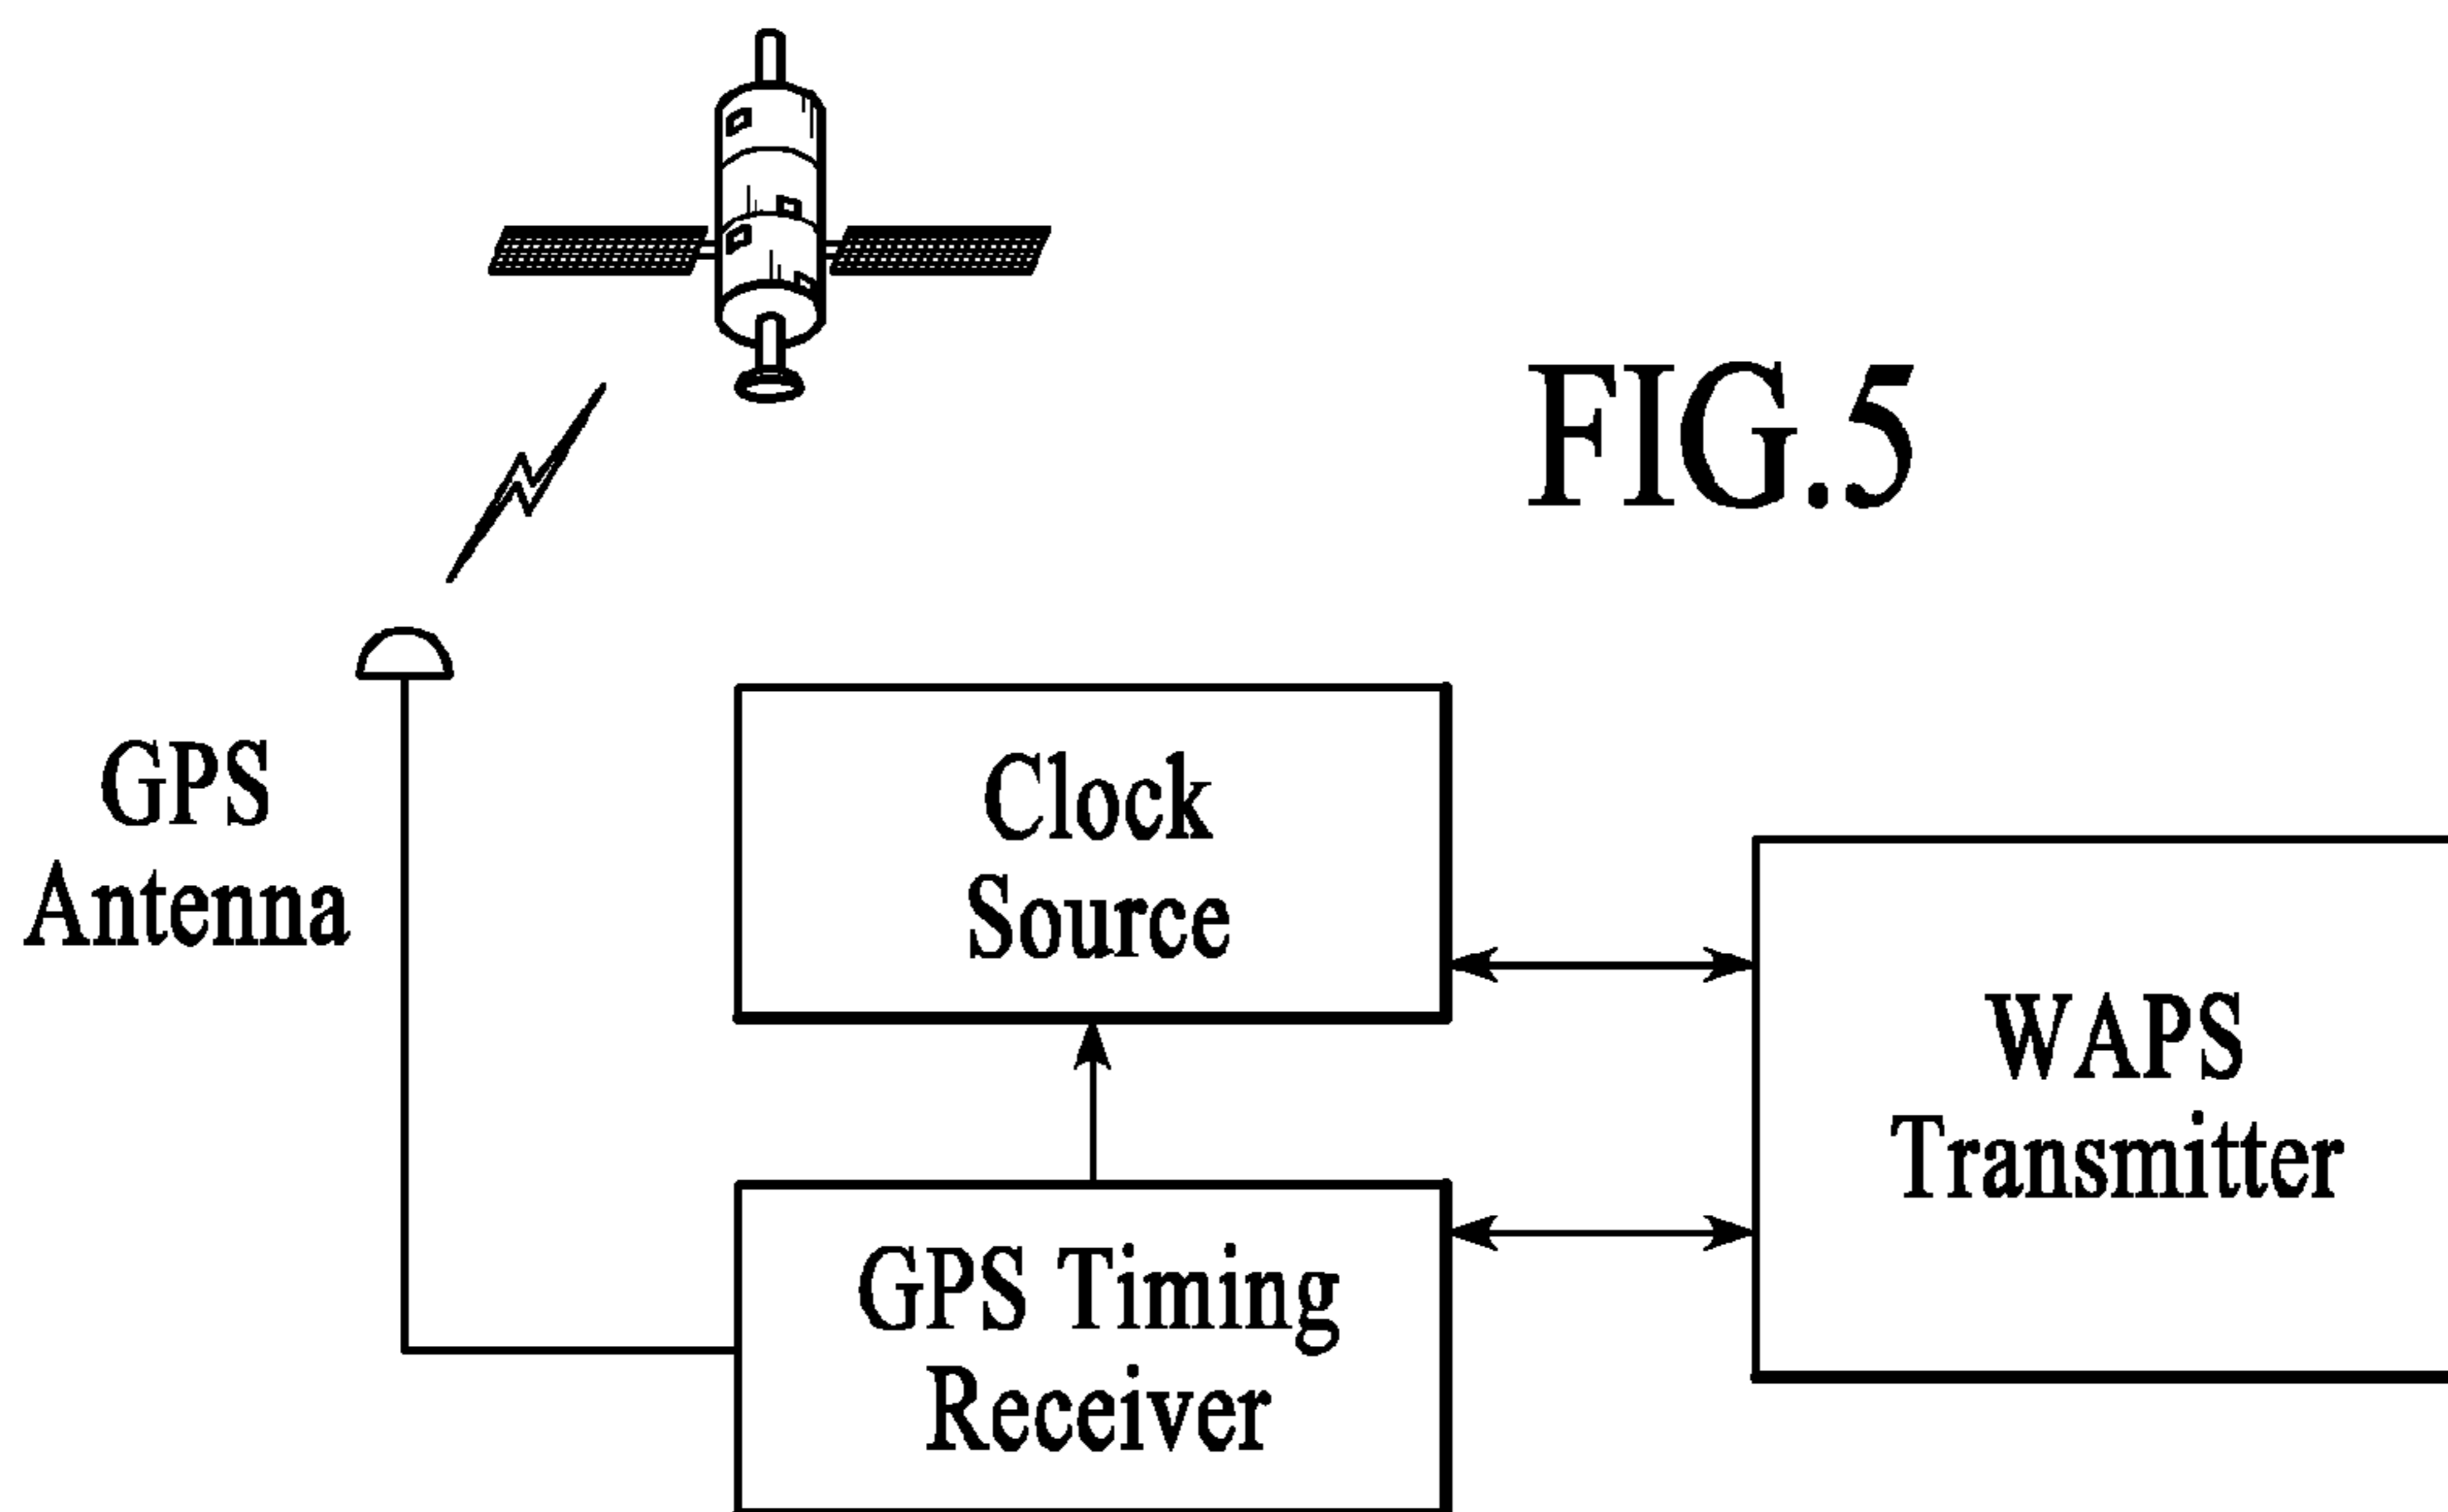 FIG.5
GPS
Antenna
Clock
Source
WAPS
Transmitter
GPS Timing
Receiver